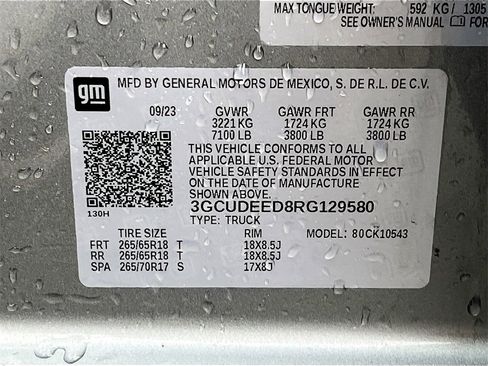 MAX TONGUE WEIGHT: 592 KG / 1305
SEE OWNER'S MANUAL FOR
gm
MFD BY GENERAL MOTORS DE MEXICO, S. DE R.L. DE C.V.
09/23 GVWR GAWR FRT GAWR RR
3221 KG 1724 KG 1724 KG
7100 LB 3800 LB 3800 LB
THIS VEHICLE CONFORMS TO ALL
APPLICABLE U.S. FEDERAL MOTOR
VEHICLE SAFETY STANDARDS IN EFFECT
ON THE DATE OF MANUFACTURE
SHOWN ABOVE.
3GCUDEED8RG129580
130H TYPE: TRUCK
TIRE SIZE RIM MODEL: 80CK10543
FRT 265/65R18 T 18X8.5J
RR 265/65R18 T 18X8.5J
SPA 265/70R17 S 17X8J